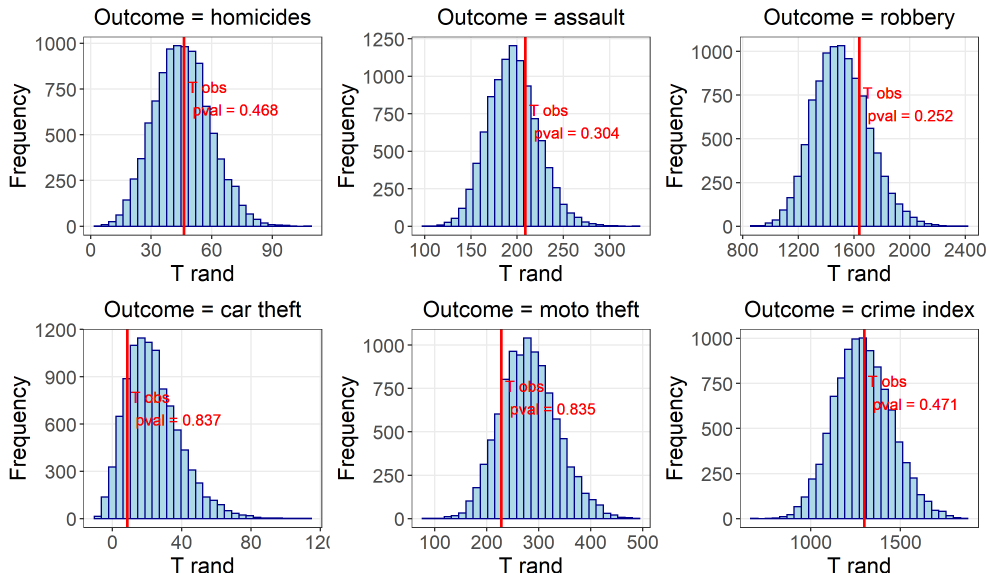 Outcome = homicides
Frequency
1000
750
500
250
0
T obs
pval = 0.468
0 30 60 90
T rand
Outcome = assault
Frequency
1250
1000
750
500
250
0
T obs
pval = 0.304
100 150 200 250 300
T rand
Outcome = robbery
Frequency
1000
750
500
250
0
T obs
pval = 0.252
800 1200 1600 2000 2400
T rand
Outcome = car theft
Frequency
1200
900
600
300
0
T obs
pval = 0.837
0 40 80 120
T rand
Outcome = moto theft
Frequency
1000
750
500
250
0
T obs
pval = 0.835
100 200 300 400 500
T rand
Outcome = crime index
Frequency
1000
750
500
250
0
T obs
pval = 0.471
1000 1500
T rand